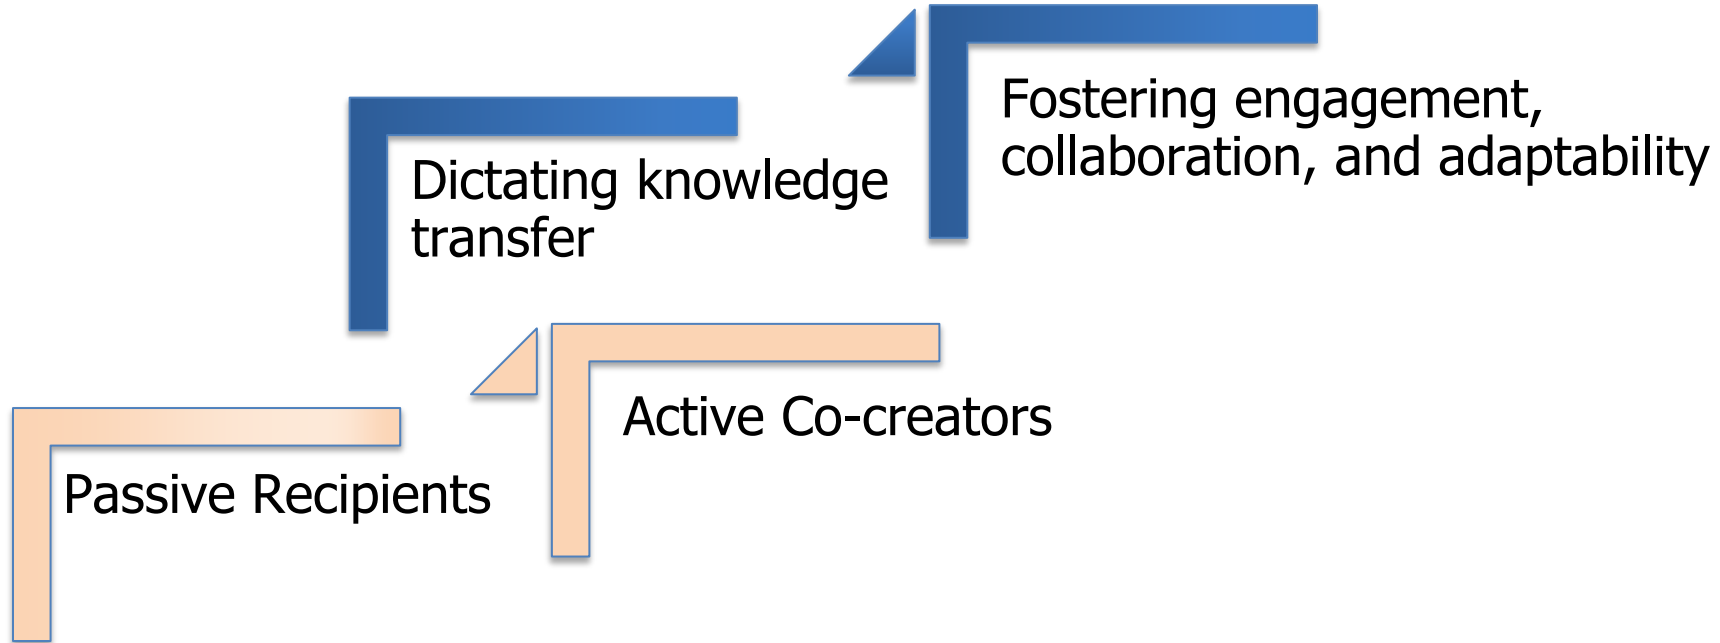 Fostering engagement,
collaboration, and adaptability
Dictating knowledge
transfer
Active Co-creators
Passive Recipients